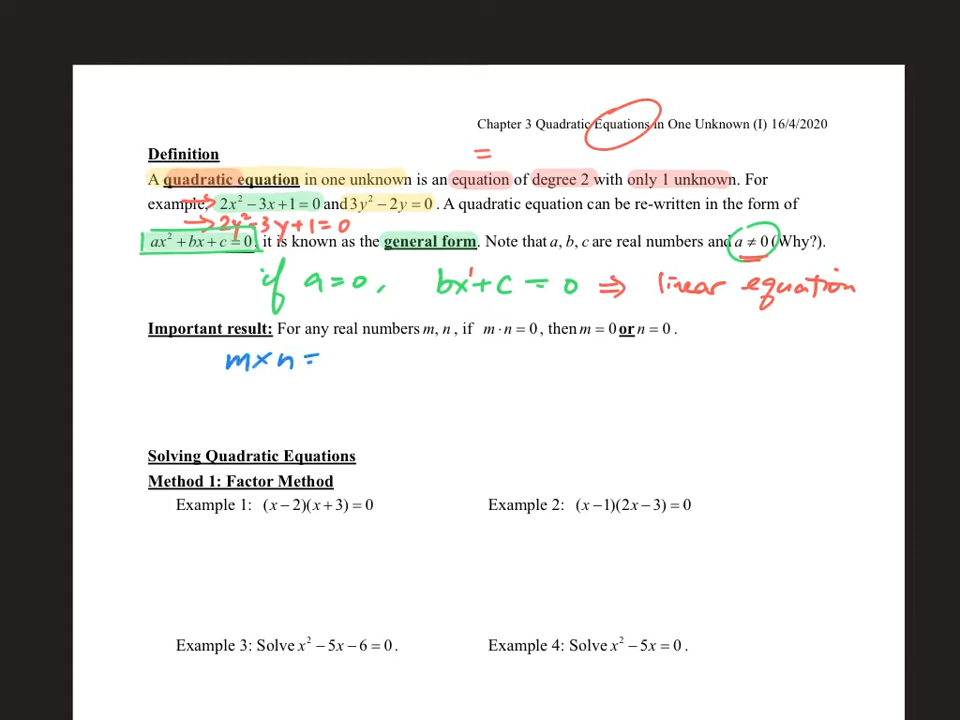 Chapter 3 Quadratic Equations in One Unknown (I) 16/4/2020
Definition
=
A quadratic equation in one unknown is an equation of degree 2 with only 1 unknown. For
example, → 2x² − 3x + 1 = 0 and 3y² − 2y = 0 . A quadratic equation can be re-written in the form of
→ 2y² − 3y + 1 = 0
ax² + bx + c = 0, it is known as the general form. Note that a, b, c are real numbers and a ≠ 0 (Why?).
if a = 0, bx¹ + c = 0 ⇒ linear equation
Important result: For any real numbers m, n , if m · n = 0 , then m = 0 or n = 0 .
m × n =
Solving Quadratic Equations
Method 1: Factor Method
Example 1: (x − 2)(x + 3) = 0 Example 2: (x − 1)(2x − 3) = 0
Example 3: Solve x² − 5x − 6 = 0 . Example 4: Solve x² − 5x = 0 .